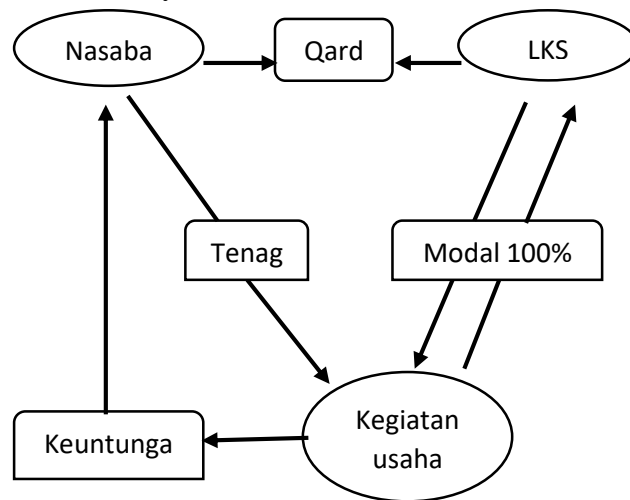 Nasaba
Qard
LKS
Tenag
Modal 100%
Kegiatan
usaha
Keuntunga